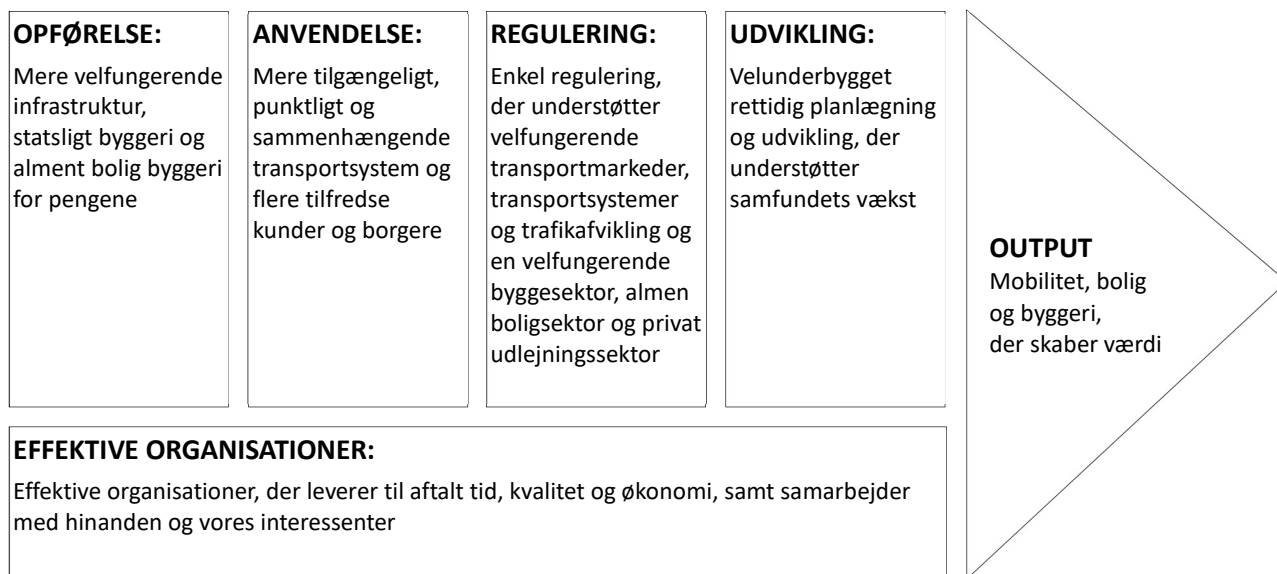 OPFØRELSE:
Mere velfungerende
infrastruktur,
statsligt byggeri og
alment bolig byggeri
for pengene
ANVENDELSE:
Mere tilgængeligt,
punktligt og
sammenhængende
transportsystem og
flere tilfredse
kunder og borgere
REGULERING:
Enkel regulering,
der understøtter
velfungerende
transportmarkeder,
transportsystemer
og trafikafvikling og
en velfungerende
byggesektor, almen
boligsektor og privat
udlejningssektor
UDVIKLING:
Velunderbygget
rettidig planlægning
og udvikling, der
understøtter
samfundets vækst
OUTPUT
Mobilitet, bolig
og byggeri,
der skaber værdi
EFFEKTIVE ORGANISATIONER:
Effektive organisationer, der leverer til aftalt tid, kvalitet og økonomi, samt samarbejder
med hinanden og vores interessenter